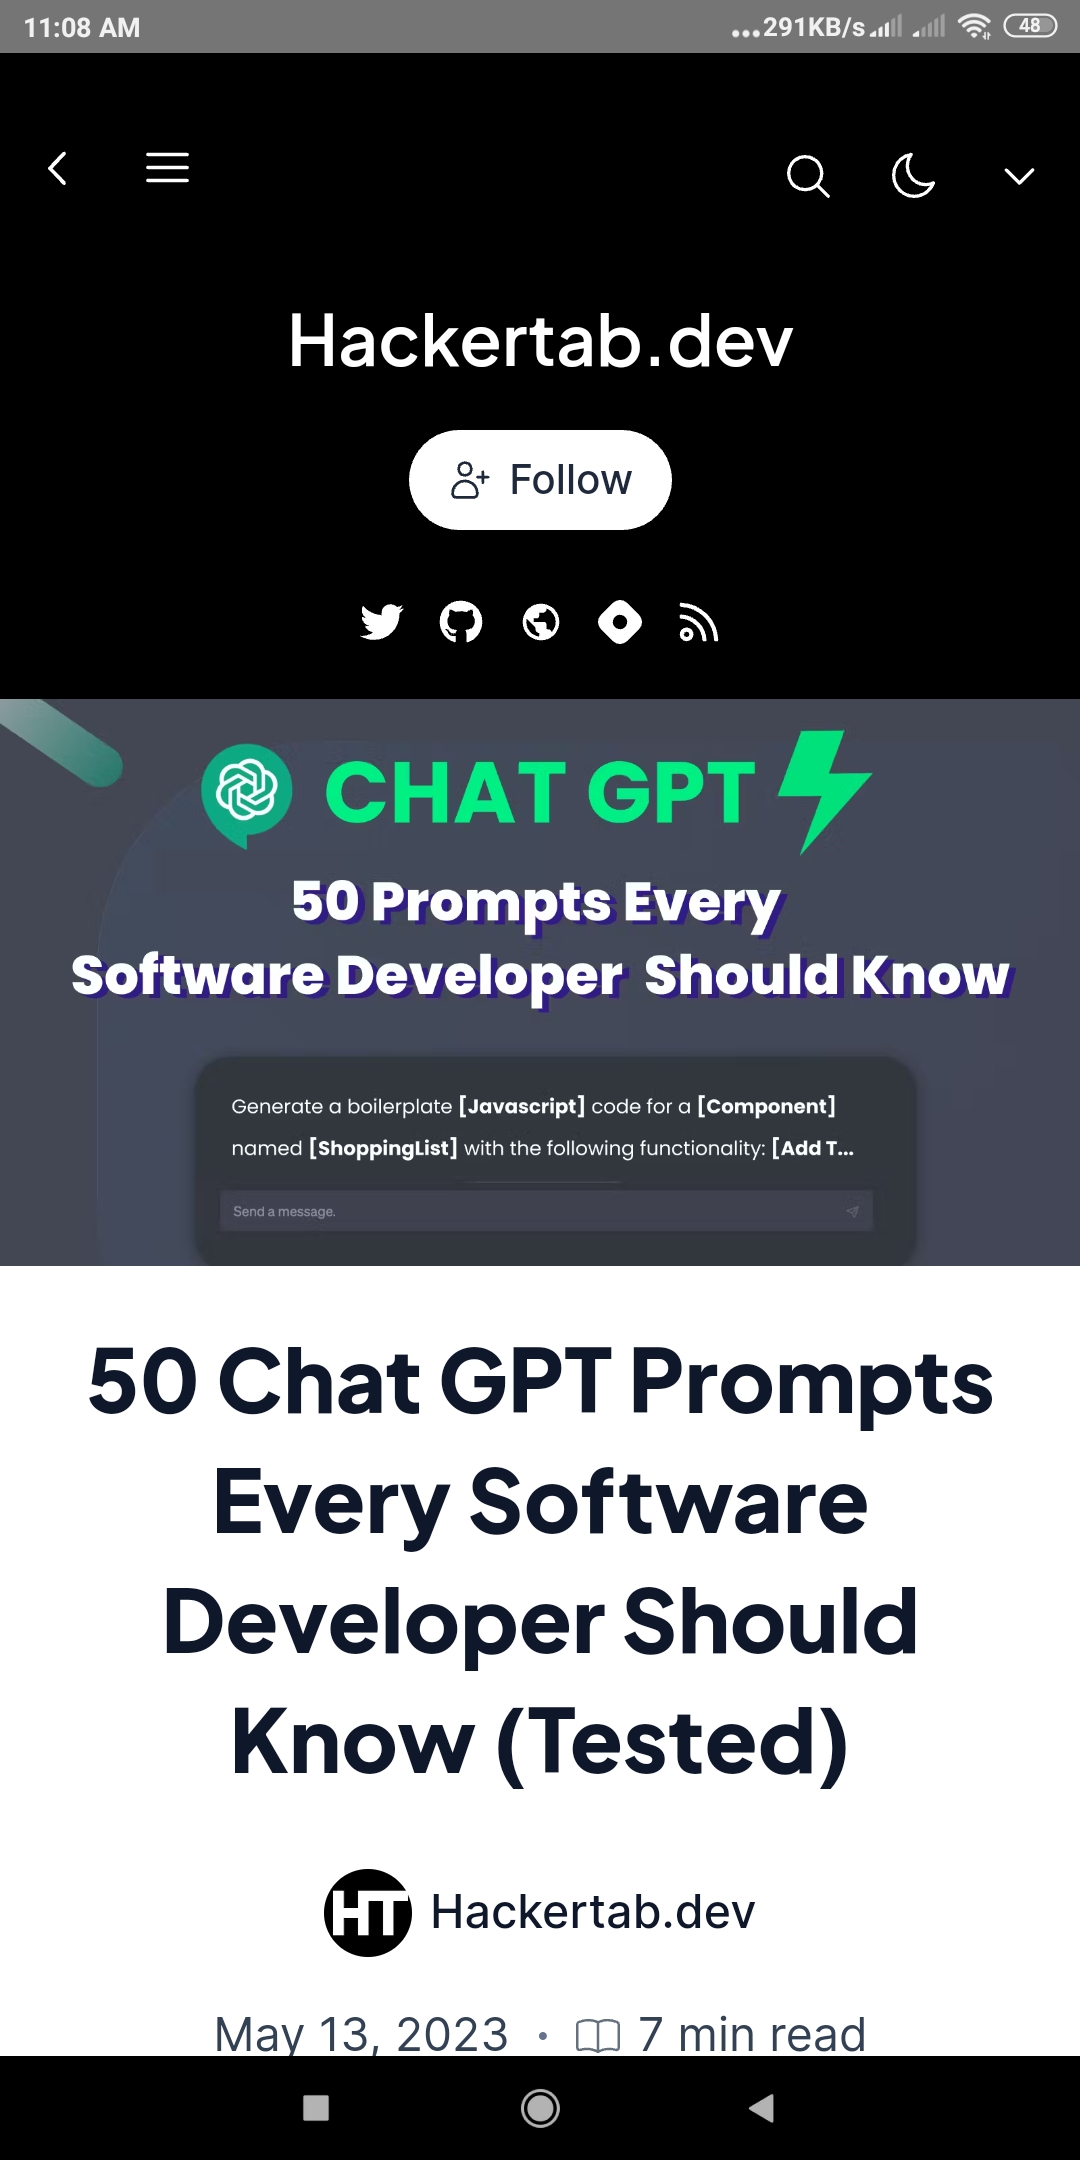 11:08 AM
...291KB/s
48
Hackertab.dev
Follow
CHAT GPT
50 Prompts Every
Software Developer Should Know
Generate a boilerplate [Javascript] code for a [Component]
named [ShoppingList] with the following functionality: [Add T...
Send a message.
50 Chat GPT Prompts
Every Software
Developer Should
Know (Tested)
HT Hackertab.dev
May 13, 2023 · 7 min read